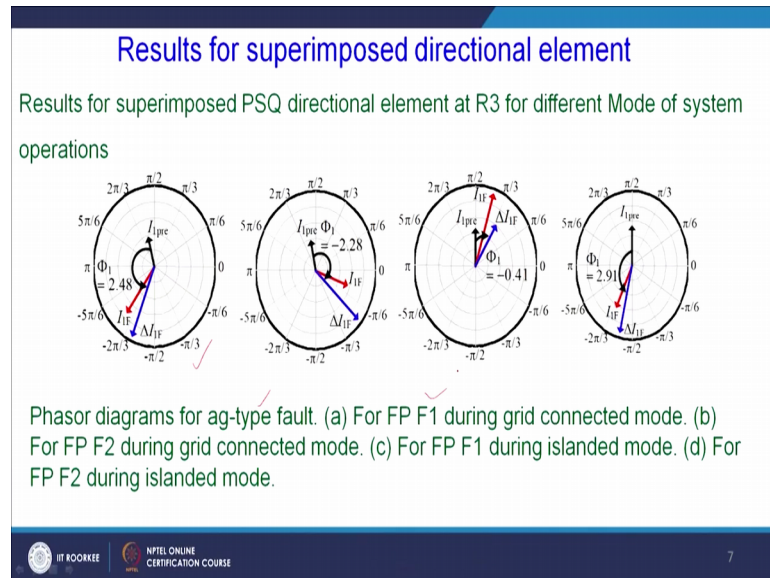 Results for superimposed directional element
Results for superimposed PSQ directional element at R3 for different Mode of system
operations
π/2
2π/3
π/3
5π/6
I1pre
π/6
π
Φ1
= 2.48
0
-5π/6
I1F
ΔI1F
-π/6
-2π/3
-π/3
-π/2
π/2
2π/3
π/3
5π/6
I1pre Φ1
= -2.28
π/6
π
0
I1F
-5π/6
ΔI1F
-π/6
-2π/3
-π/3
-π/2
π/2
2π/3
I1F
π/3
5π/6
I1pre
ΔI1F
π/6
π
Φ1
= -0.41
0
-5π/6
-π/6
-2π/3
-π/3
-π/2
π/2
2π/3
π/3
5π/6
I1pre
π/6
π
Φ1
= 2.91
0
-5π/6
I1F
ΔI1F
-π/6
-2π/3
-π/3
-π/2
Phasor diagrams for ag-type fault. (a) For FP F1 during grid connected mode. (b)
For FP F2 during grid connected mode. (c) For FP F1 during islanded mode. (d) For
FP F2 during islanded mode.
IIT ROORKEE
NPTEL ONLINE
CERTIFICATION COURSE
7